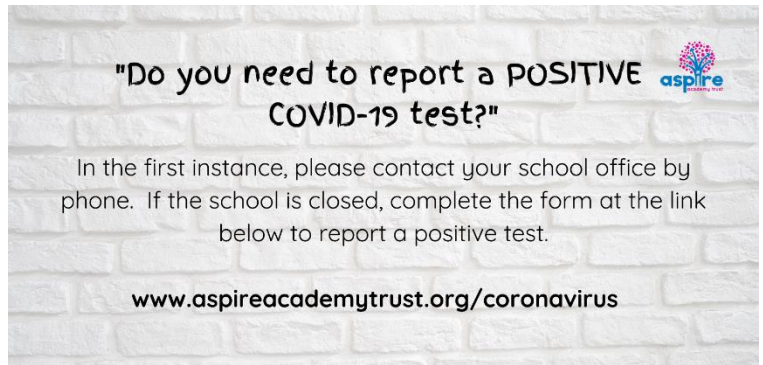 "Do you need to report a POSITIVE
COVID-19 test?"
aspire
academy trust
In the first instance, please contact your school office by
phone.  If the school is closed, complete the form at the link
below to report a positive test.
www.aspireacademytrust.org/coronavirus